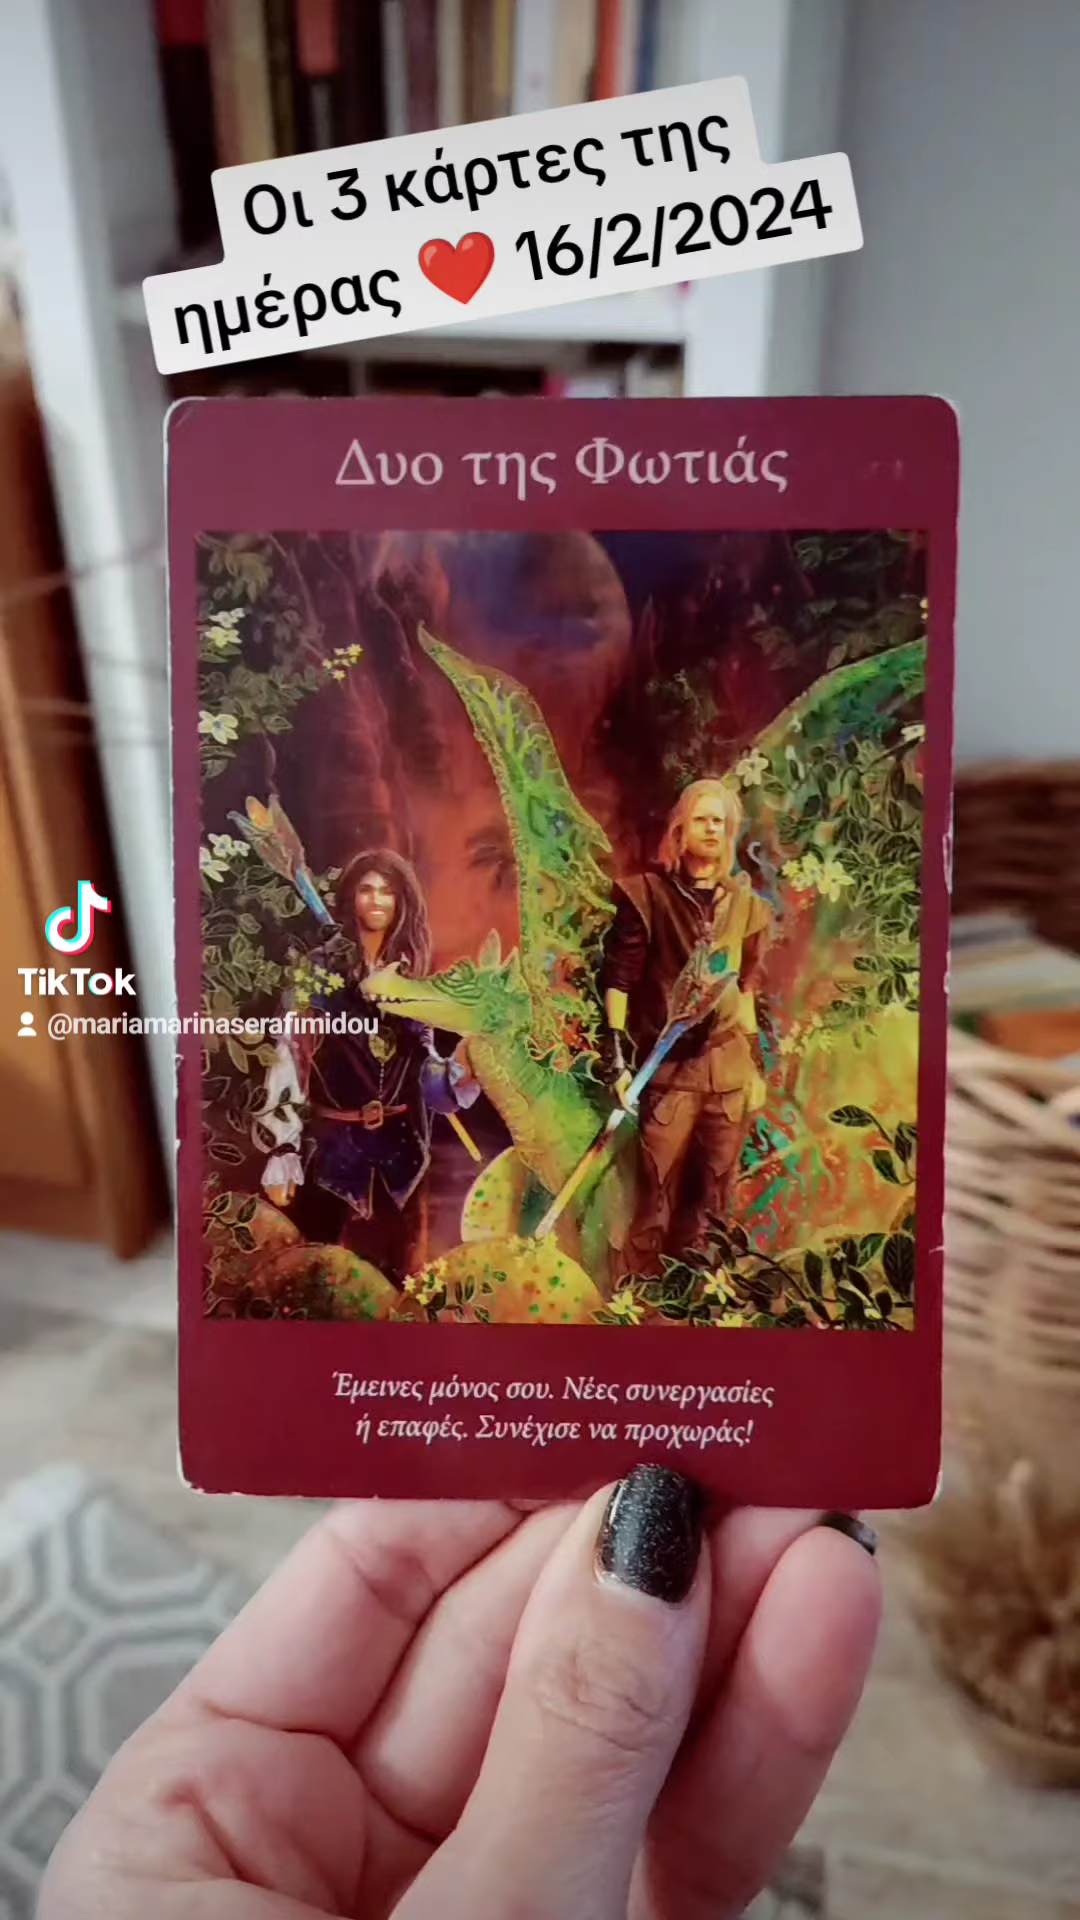 Οι 3 κάρτες της
ημέρας ❤️ 16/2/2024
Δυο της Φωτιάς
TikTok
@mariamarinaserafimidou
Έμεινες μόνος σου. Νέες συνεργασίες
ή επαφές. Συνέχισε να προχωράς!